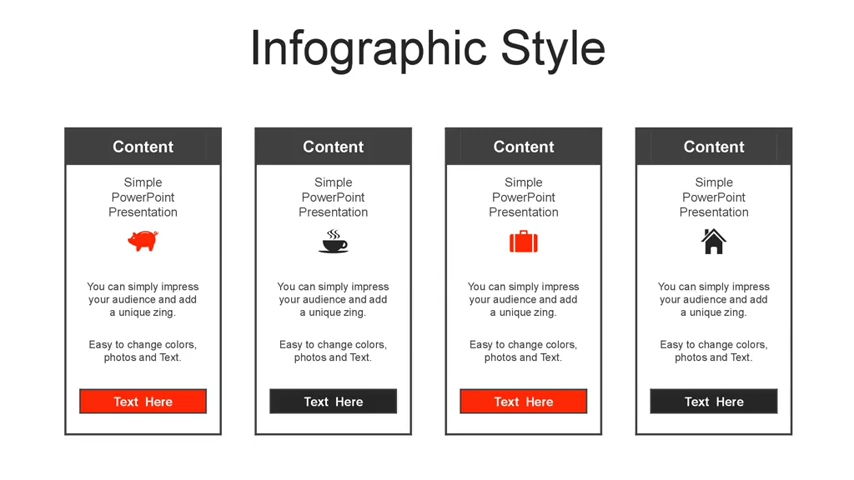 Infographic Style
Content
Simple
PowerPoint
Presentation
You can simply impress
your audience and add
a unique zing.
Easy to change colors,
photos and Text.
Text Here
Content
Simple
PowerPoint
Presentation
You can simply impress
your audience and add
a unique zing.
Easy to change colors,
photos and Text.
Text Here
Content
Simple
PowerPoint
Presentation
You can simply impress
your audience and add
a unique zing.
Easy to change colors,
photos and Text.
Text Here
Content
Simple
PowerPoint
Presentation
You can simply impress
your audience and add
a unique zing.
Easy to change colors,
photos and Text.
Text Here